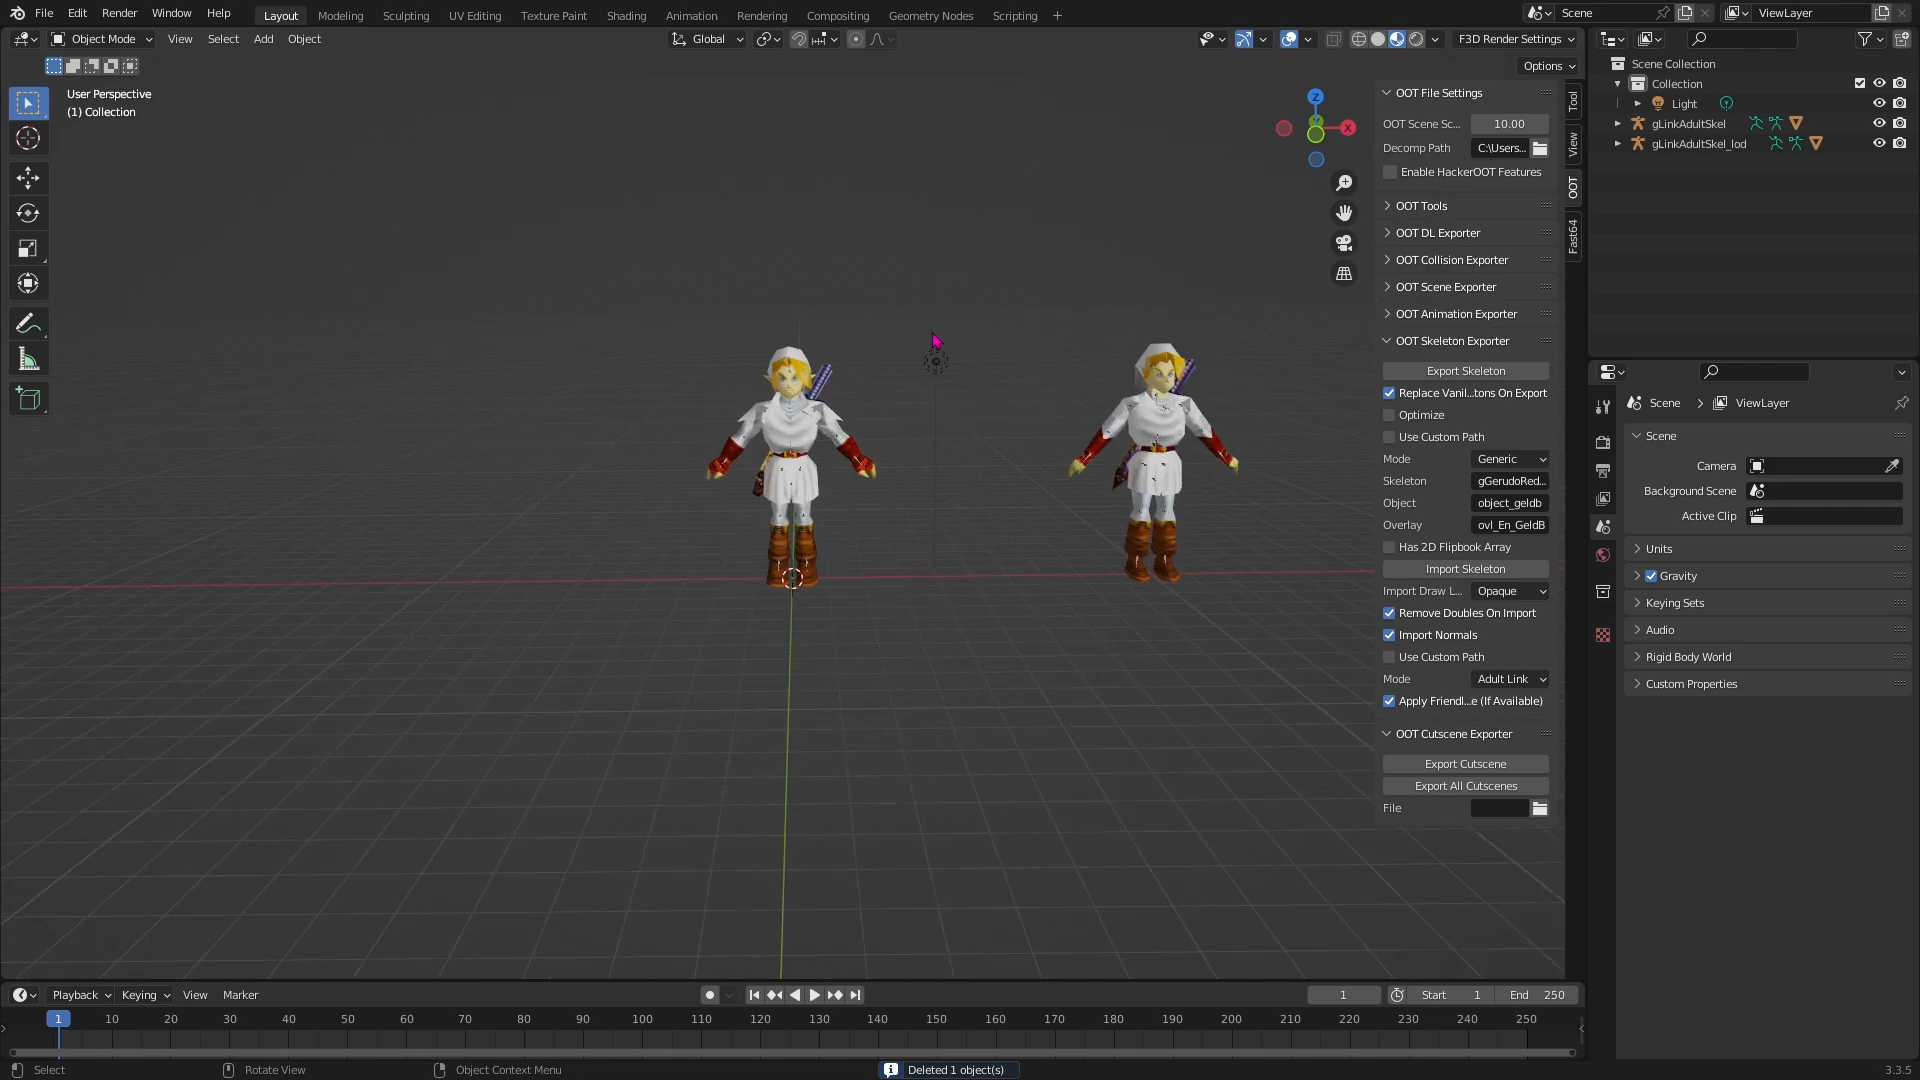 File Edit Render Window Help Layout Modeling Sculpting UV Editing Texture Paint Shading Animation Rendering Compositing Geometry Nodes Scripting + Scene ViewLayer
Object Mode View Select Add Object Global F3D Render Settings
Options
User Perspective
(1) Collection
Z
Y
X
OOT File Settings
OOT Scene Sc... 10.00
Decomp Path C:\Users...
Enable HackerOOT Features
OOT Tools
OOT DL Exporter
OOT Collision Exporter
OOT Scene Exporter
OOT Animation Exporter
OOT Skeleton Exporter
Export Skeleton
Replace Vanil...tons On Export
Optimize
Use Custom Path
Mode Generic
Skeleton gGerudoRed...
Object object_geldb
Overlay ovl_En_GeldB
Has 2D Flipbook Array
Import Skeleton
Import Draw L... Opaque
Remove Doubles On Import
Import Normals
Use Custom Path
Mode Adult Link
Apply Friendl...e (If Available)
OOT Cutscene Exporter
Export Cutscene
Export All Cutscenes
File
Tool
View
OOT
Fast64
Scene Collection
Collection
Light
gLinkAdultSkel
gLinkAdultSkel_lod
Scene ViewLayer
Scene
Camera
Background Scene
Active Clip
Units
Gravity
Keying Sets
Audio
Rigid Body World
Custom Properties
Playback Keying View Marker 1 Start 1 End 250
1 10 20 30 40 50 60 70 80 90 100 110 120 130 140 150 160 170 180 190 200 210 220 230 240 250
Select Rotate View Object Context Menu Deleted 1 object(s) 3.3.5